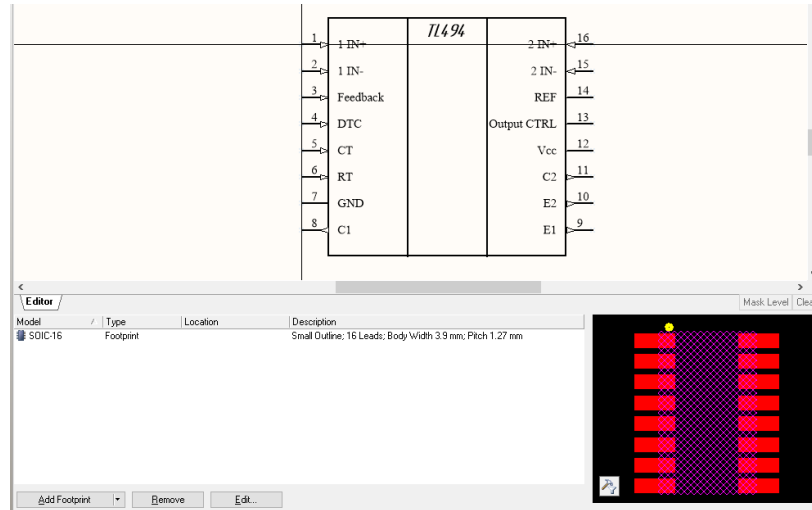 TL494
1 1 IN+ 2 IN+ 16
2 1 IN- 2 IN- 15
3 Feedback REF 14
4 DTC Output CTRL 13
5 CT Vcc 12
6 RT C2 11
7 GND E2 10
8 C1 E1 9
Editor
Mask Level Clea
Model / Type Location Description
SOIC-16 Footprint Small Outline; 16 Leads; Body Width 3.9 mm; Pitch 1.27 mm
Add Footprint Remove Edit...